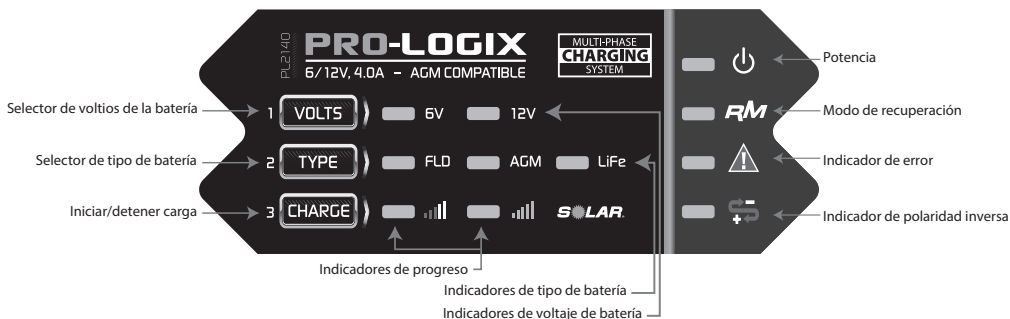 PL2140
PRO-LOGIX
6/12V, 4.0A – AGM COMPATIBLE
MULTI-PHASE
CHARGING
SYSTEM
Potencia
Selector de voltios de la batería
1 VOLTS 6V 12V
RM
Modo de recuperación
Selector de tipo de batería
2 TYPE FLD AGM LiFe
Indicador de error
Iniciar/detener carga
3 CHARGE SOLAR.
Indicador de polaridad inversa
Indicadores de progreso
Indicadores de tipo de batería
Indicadores de voltaje de batería